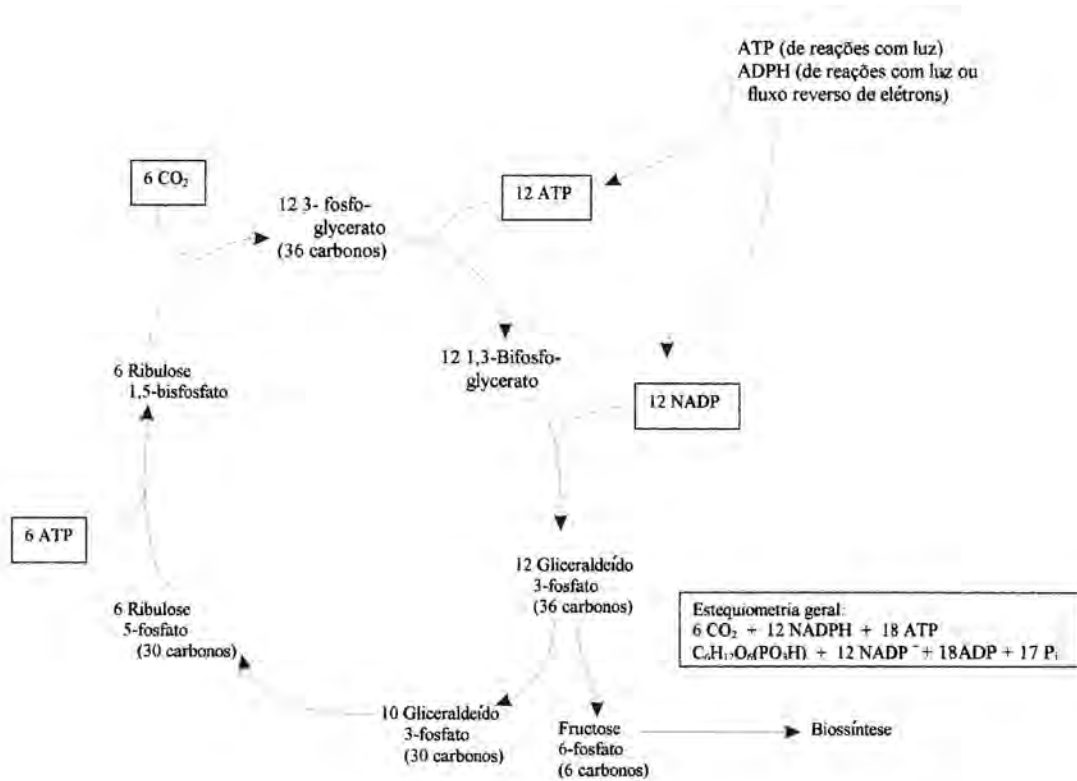 ATP (de reações com luz)
ADPH (de reações com luz ou
fluxo reverso de elétrons)
6 CO₂
12 3- fosfo-
glycerato
(36 carbonos)
12 ATP
12 1,3-Bifosfo-
glycerato
12 NADP
6 Ribulose
1,5-bisfosfato
6 ATP
12 Gliceraldeído
3-fosfato
(36 carbonos)
6 Ribulose
5-fosfato
(30 carbonos)
Estequiometria geral:
6 CO₂ + 12 NADPH + 18 ATP
C₆H₁₂O₆(PO₃H) + 12 NADP⁻ + 18ADP + 17 Pᵢ
10 Gliceraldeído
3-fosfato
(30 carbonos)
Fructose
6-fosfato
(6 carbonos)
Biossíntese